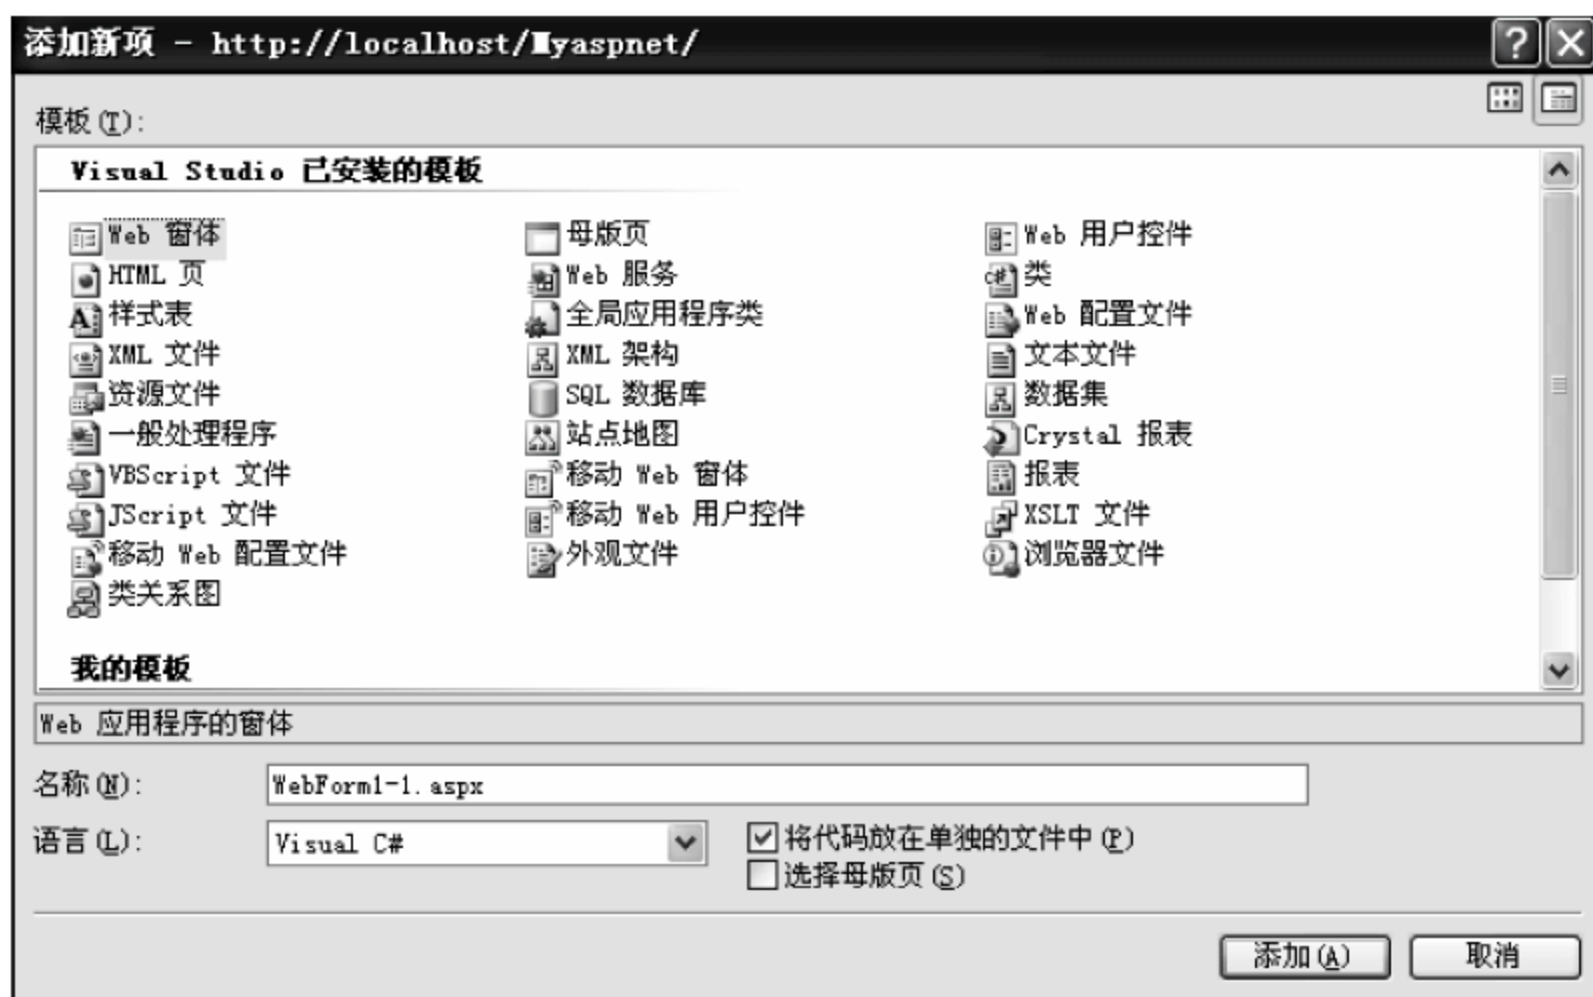 添加新项 - http://localhost/Myaspnet/
模板(T):
Visual Studio 已安装的模板
Web 窗体 母版页 Web 用户控件
HTML 页 Web 服务 类
样式表 全局应用程序类 Web 配置文件
XML 文件 XML 架构 文本文件
资源文件 SQL 数据库 数据集
一般处理程序 站点地图 Crystal 报表
VBScript 文件 移动 Web 窗体 报表
JScript 文件 移动 Web 用户控件 XSLT 文件
移动 Web 配置文件 外观文件 浏览器文件
类关系图
我的模板
Web 应用程序的窗体
名称(N): WebForm1-1.aspx
语言(L): Visual C# 将代码放在单独的文件中(P)
选择母版页(S)
添加(A) 取消